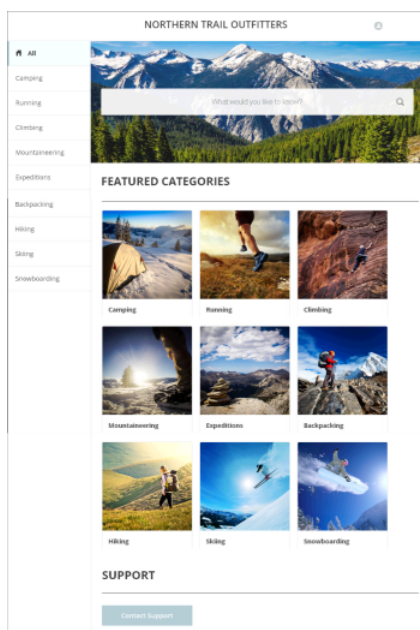 NORTHERN TRAIL OUTFITTERS
All
Camping
Running
Climbing
Mountaineering
Expeditions
Backpacking
Hiking
Skiing
Snowboarding
What would you like to know?
FEATURED CATEGORIES
Camping
Running
Climbing
Mountaineering
Expeditions
Backpacking
Hiking
Skiing
Snowboarding
SUPPORT
Contact Support